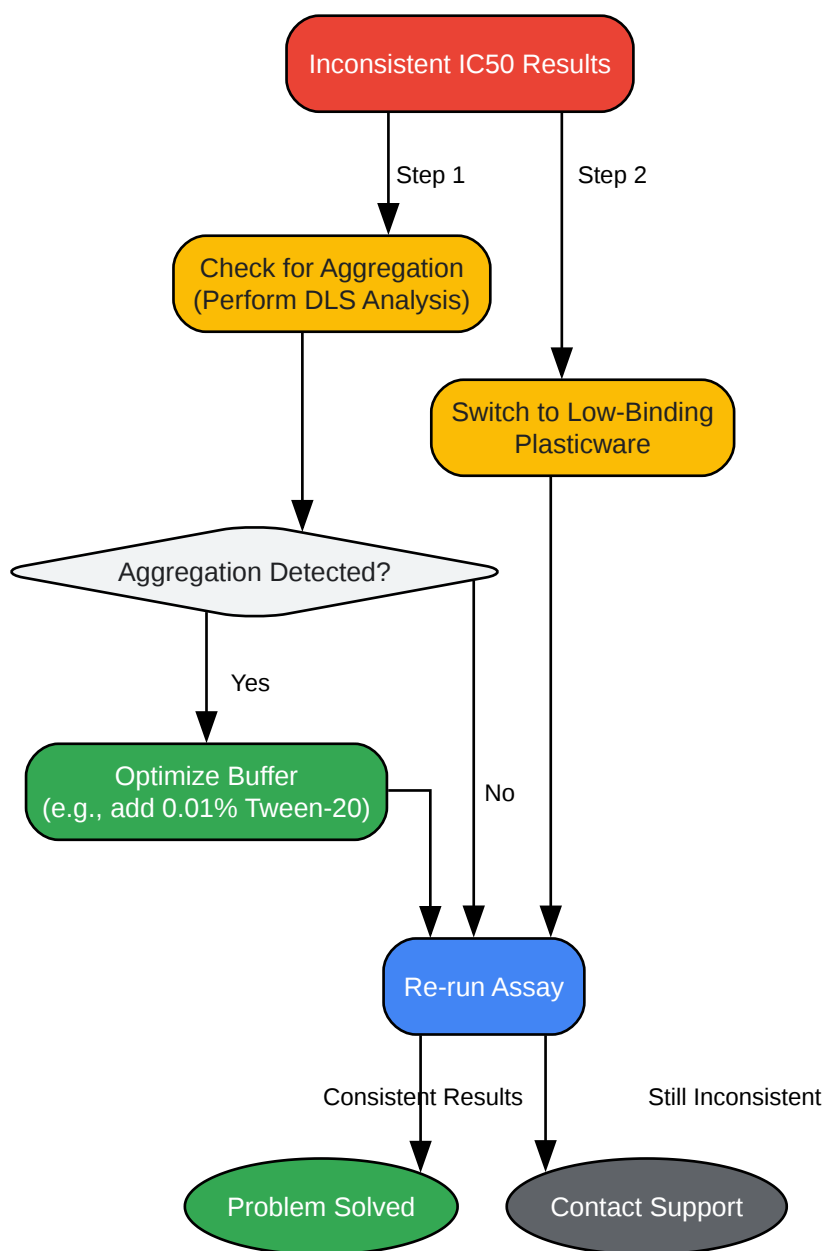 Inconsistent IC50 Results
Step 1
Step 2
Check for Aggregation
(Perform DLS Analysis)
Switch to Low-Binding
Plasticware
Aggregation Detected?
Yes
Optimize Buffer
(e.g., add 0.01% Tween-20)
No
Re-run Assay
Consistent Results
Still Inconsistent
Problem Solved
Contact Support